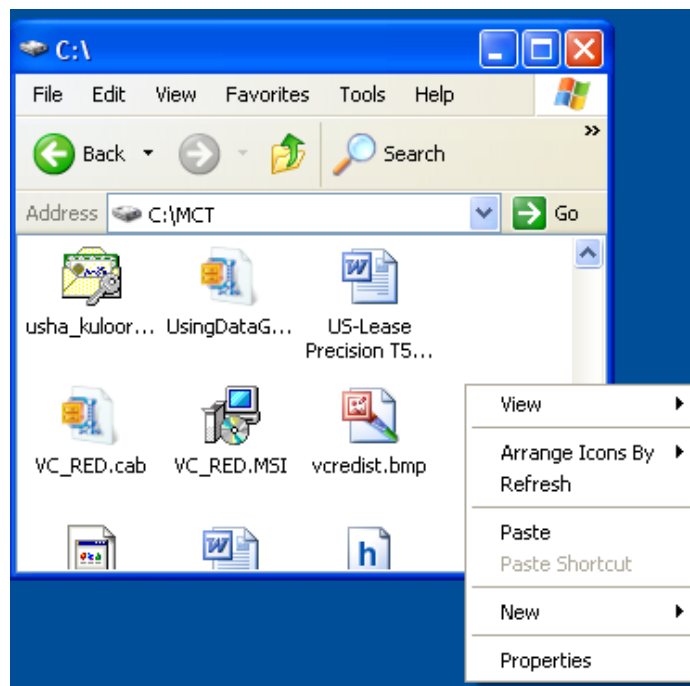 C:\
File Edit View Favorites Tools Help
Back Search »
Address C:\MCT Go
usha_kuloor... UsingDataG... US-Lease
Precision T5...
VC_RED.cab VC_RED.MSI vcredist.bmp
h
View
Arrange Icons By
Refresh
Paste
Paste Shortcut
New
Properties